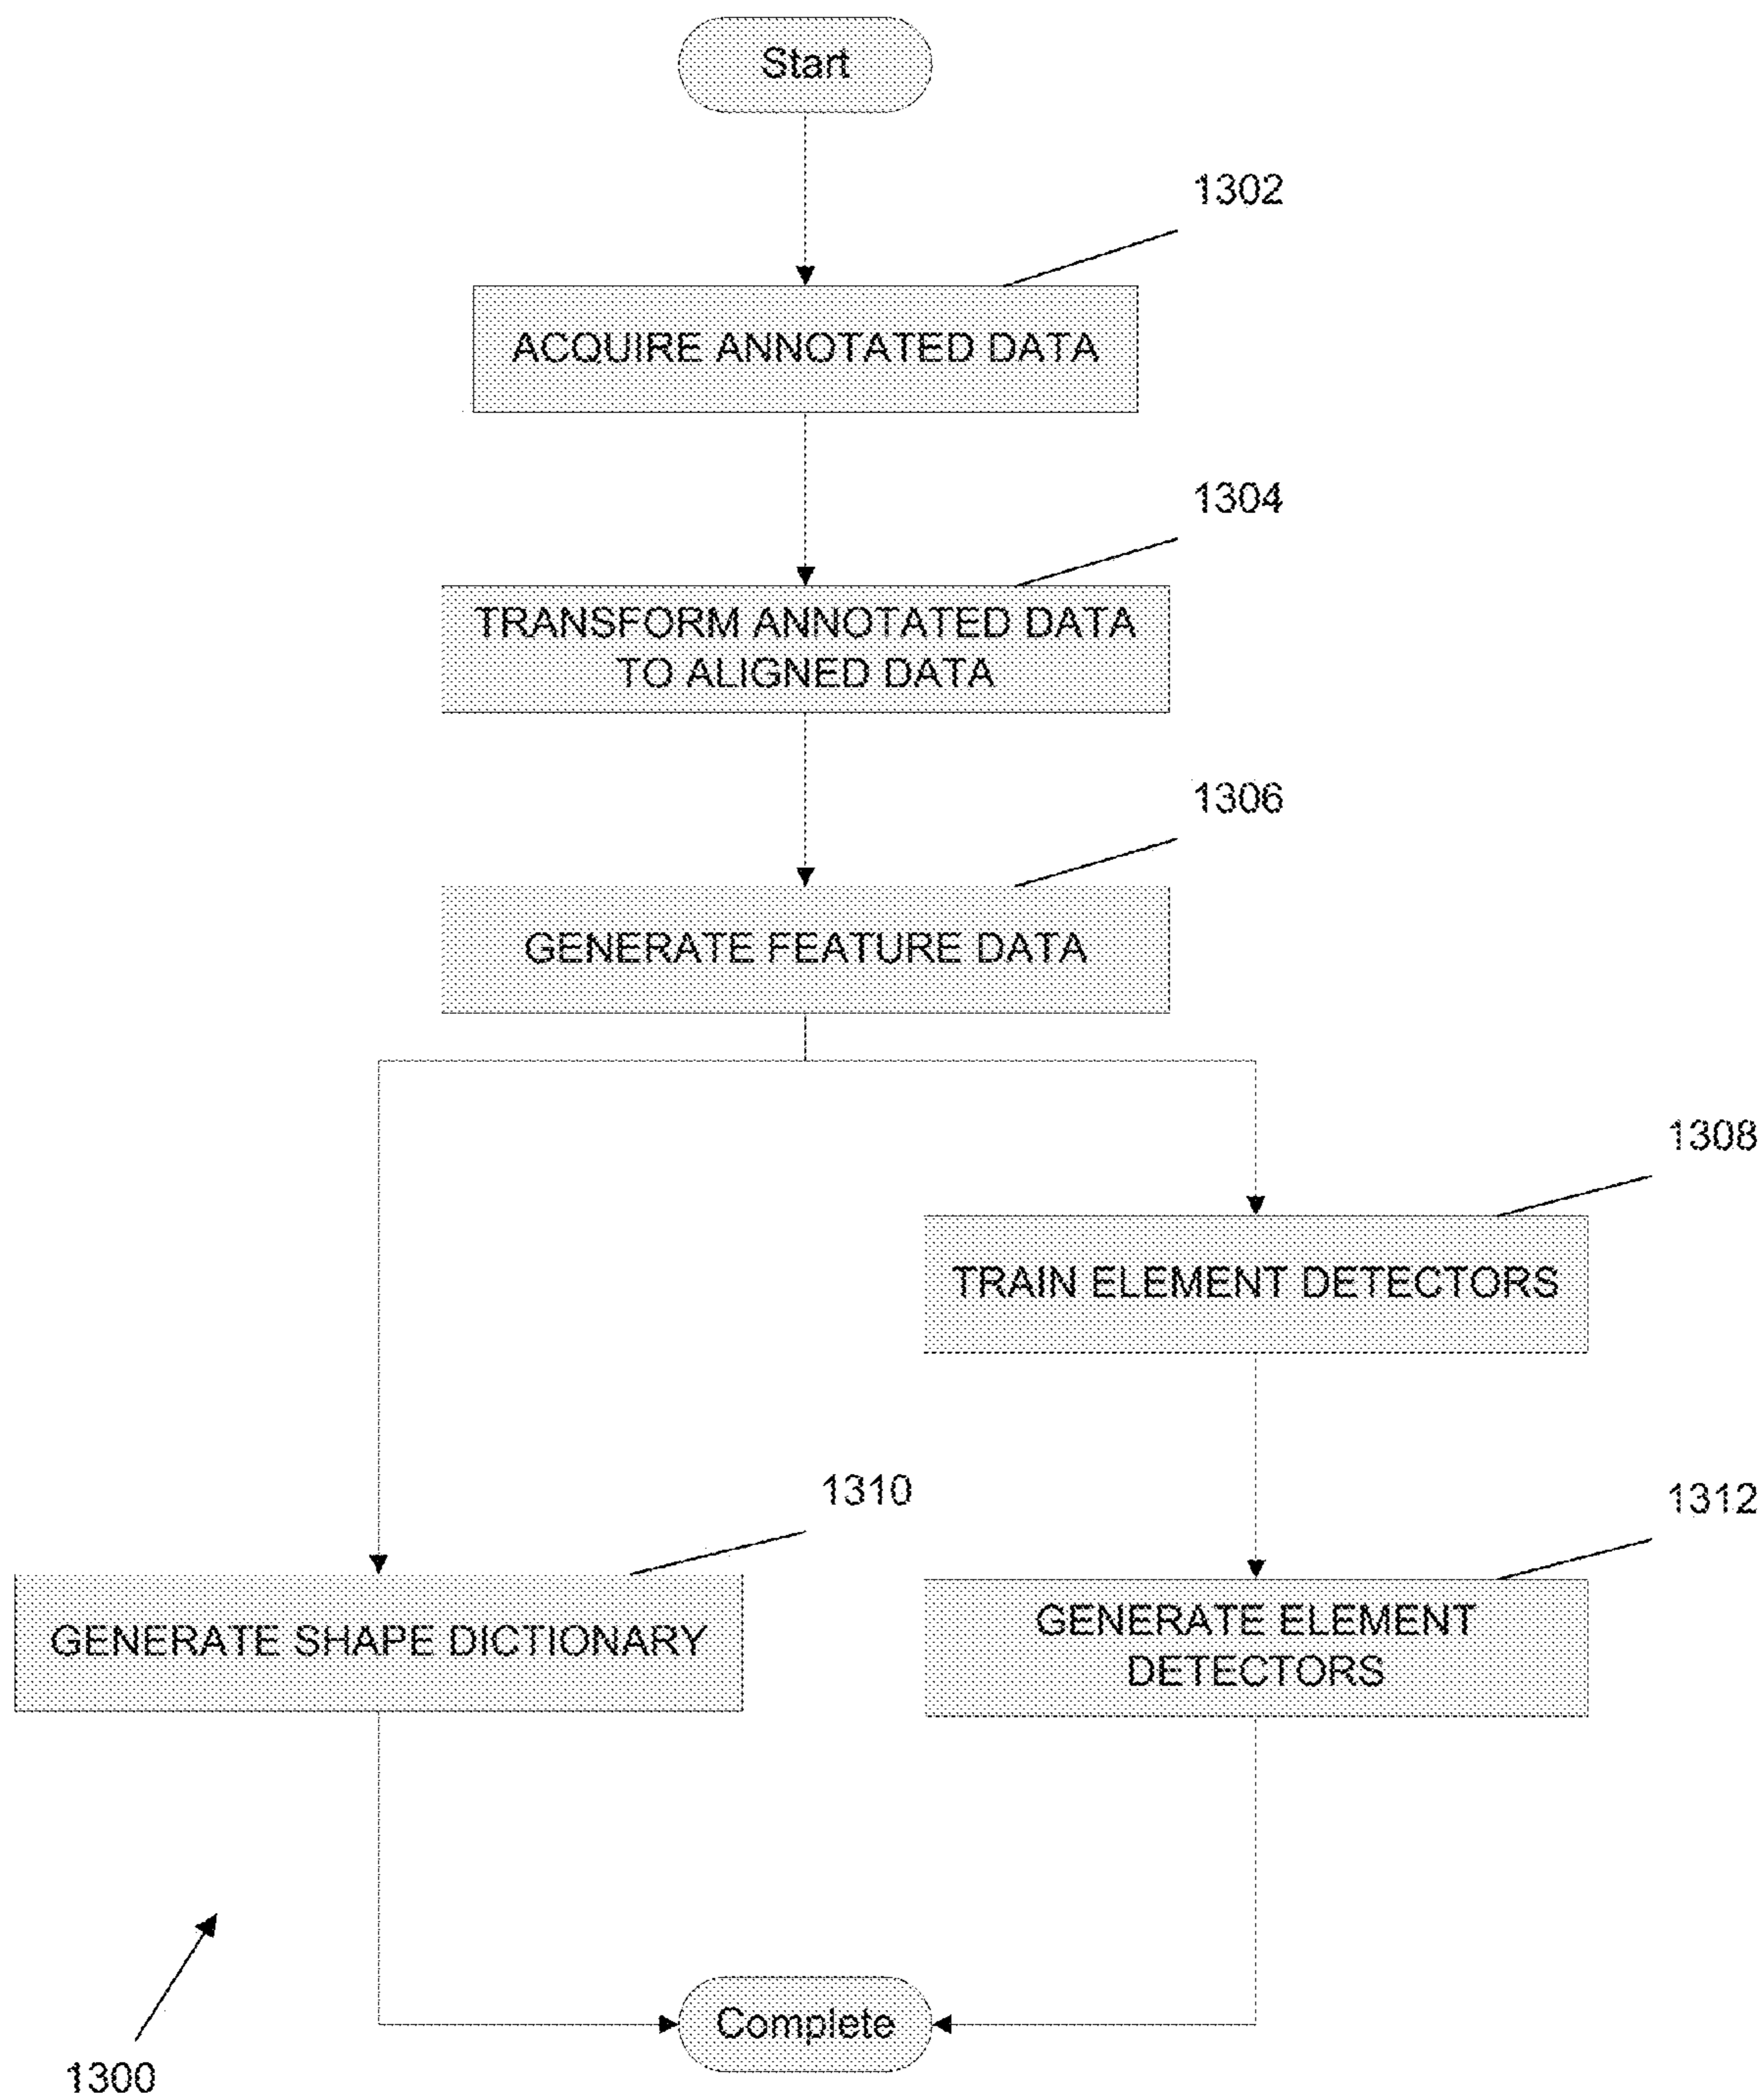 Start
1302
ACQUIRE ANNOTATED DATA
1304
TRANSFORM ANNOTATED DATA
TO ALIGNED DATA
1306
GENERATE FEATURE DATA
1308
TRAIN ELEMENT DETECTORS
1310
GENERATE SHAPE DICTIONARY
1312
GENERATE ELEMENT
DETECTORS
Complete
1300